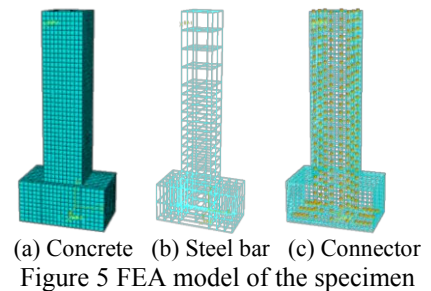 (a) Concrete (b) Steel bar (c) Connector
Figure 5 FEA model of the specimen